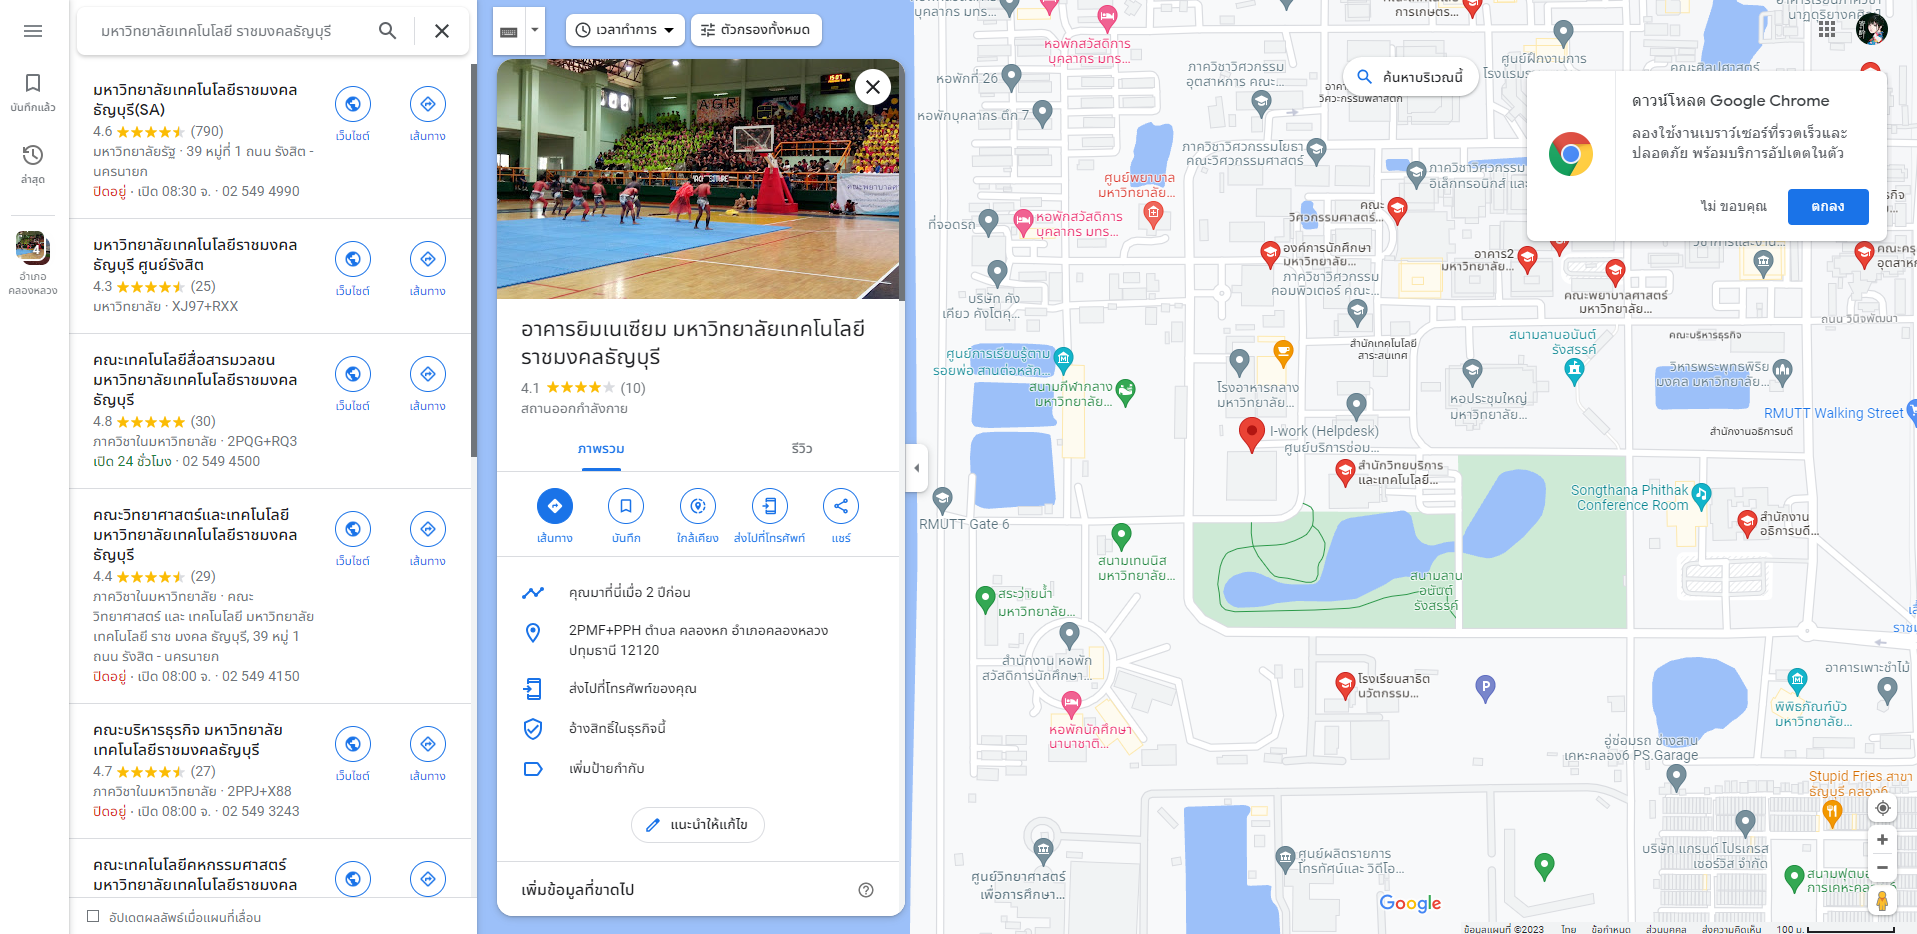 มหาวิทยาลัยเทคโนโลยี ราชมงคลธัญบุรี
บันทึกแล้ว
ล่าสุด
4
อำเภอ
คลองหลวง
มหาวิทยาลัยเทคโนโลยีราชมงคล
ธัญบุรี(SA)
4.6 (790)
มหาวิทยาลัยรัฐ · 39 หมู่ที่ 1 ถนน รังสิต -
นครนายก
ปิดอยู่ · เปิด 08:30 จ. · 02 549 4990
เว็บไซต์
เส้นทาง
มหาวิทยาลัยเทคโนโลยีราชมงคล
ธัญบุรี ศูนย์รังสิต
4.3 (25)
มหาวิทยาลัย · XJ97+RXX
เว็บไซต์
เส้นทาง
คณะเทคโนโลยีสื่อสารมวลชน
มหาวิทยาลัยเทคโนโลยีราชมงคล
ธัญบุรี
4.8 (30)
ภาควิชาในมหาวิทยาลัย · 2PQG+RQ3
เปิด 24 ชั่วโมง · 02 549 4500
เว็บไซต์
เส้นทาง
คณะวิทยาศาสตร์และเทคโนโลยี
มหาวิทยาลัยเทคโนโลยีราชมงคล
ธัญบุรี
4.4 (29)
ภาควิชาในมหาวิทยาลัย · คณะ
วิทยาศาสตร์ และ เทคโนโลยี มหาวิทยาลัย
เทคโนโลยี ราช มงคล ธัญบุรี, 39 หมู่ 1
ถนน รังสิต - นครนายก
ปิดอยู่ · เปิด 08:00 จ. · 02 549 4150
เว็บไซต์
เส้นทาง
คณะบริหารธุรกิจ มหาวิทยาลัย
เทคโนโลยีราชมงคลธัญบุรี
4.7 (27)
ภาควิชาในมหาวิทยาลัย · 2PPJ+X88
ปิดอยู่ · เปิด 08:00 จ. · 02 549 3243
เว็บไซต์
เส้นทาง
คณะเทคโนโลยีคหกรรมศาสตร์
มหาวิทยาลัยเทคโนโลยีราชมงคล
อัปเดตผลลัพธ์เมื่อแผนที่เลื่อน
เวลาทำการ
ตัวกรองทั้งหมด
AGR
อาคารยิมเนเซียม มหาวิทยาลัยเทคโนโลยี
ราชมงคลธัญบุรี
4.1 (10)
สถานออกกำลังกาย
ภาพรวม
รีวิว
เส้นทาง
บันทึก
ใกล้เคียง
ส่งไปที่โทรศัพท์
แชร์
คุณมาที่นี่เมื่อ 2 ปีก่อน
2PMF+PPH ตำบล คลองหก อำเภอคลองหลวง
ปทุมธานี 12120
ส่งไปที่โทรศัพท์ของคุณ
อ้างสิทธิ์ในธุรกิจนี้
เพิ่มป้ายกำกับ
แนะนำให้แก้ไข
เพิ่มข้อมูลที่ขาดไป
ค้นหาบริเวณนี้
ดาวน์โหลด Google Chrome
ลองใช้งานเบราว์เซอร์ที่รวดเร็วและ
ปลอดภัย พร้อมบริการอัปเดตในตัว
ไม่ ขอบคุณ
ตกลง
บุคลากร มทร...
หอพักสวัสดิการ
บุคลากร มทร...
การเกษตร...
ศูนย์ฝึกงานการ
โรงแรม...
หอพักที่ 26
ภาควิชาวิศวกรรม
อุตสาหการ คณะ...
หอพักบุคลากร ตึก 7
ภาควิชาวิศวกรรมโยธา
คณะวิศวกรรมศาสตร์
ภาควิชาวิศวกรรม
อิเล็กทรอนิกส์ และ
ศูนย์พยาบาล
มหาวิทยาลัย...
คณะ
วิศวกรรมศาสตร์...
ที่จอดรถ
หอพักสวัสดิการ
บุคลากร มทร...
องค์การนักศึกษา
มหาวิทยาลัย...
อาคาร2
มหาวิทยาลัย...
ภาควิชาวิศวกรรม
คอมพิวเตอร์ คณะ...
คณะพยาบาลศาสตร์
มหาวิทยาลัย...
บริษัท คัง
เคียว คังโตคุ...
ถนน วินิจพัฒนา
สนามลานอนันต์
รังสรรค์
คณะบริหารธุรกิจ
สำนักเทคโนโลยี
สาระสนเทศ
ศูนย์การเรียนรู้ตาม
รอยพ่อ สานต่อหลัก...
สนามกีฬากลาง
มหาวิทยาลัย...
โรงอาหารกลาง
มหาวิทยาลัย...
หอประชุมใหญ่
มหาวิทยาลัย...
วิหารพระพุทธพิริย
มงคล มหาวิทยาลัย...
RMUTT Walking Street
สำนักงานอธิการบดี
I-work (Helpdesk)
ศูนย์บริการซ่อม...
สำนักวิทยบริการ
และเทคโนโลยี...
Songthana Phithak
Conference Room
สำนักงาน
อธิการบดี...
RMUTT Gate 6
สนามเทนนิส
มหาวิทยาลัย...
สนามลาน
อนันต์
รังสรรค์
สระว่ายน้ำ
มหาวิทยาลัย...
สำนักงาน หอพัก
สวัสดิการนักศึกษา...
โรงเรียนสาธิต
นวัตกรรม...
P
อาคารเพาะชำไม้
พิพิธภัณฑ์บัว
มหาวิทยาลัย...
หอพักนักศึกษา
นานาชาติ...
อู่ซ่อมรถ ช่างสาน
เคหะคลอง6 PS.Garage
Stupid Fries สาขา
ธัญบุรี คลอง6
บริษัท แกรนด์ โปรเกรส
เซอร์วิส จำกัด
ศูนย์วิทยาศาสตร์
เพื่อการศึกษา...
ศูนย์ผลิตรายการ
โทรทัศน์และ วิดีโอ...
Google
ข้อมูลแผนที่ ©2023
ไทย
ข้อกำหนด
ส่วนบุคคล
ส่งความคิดเห็น
100 ม.